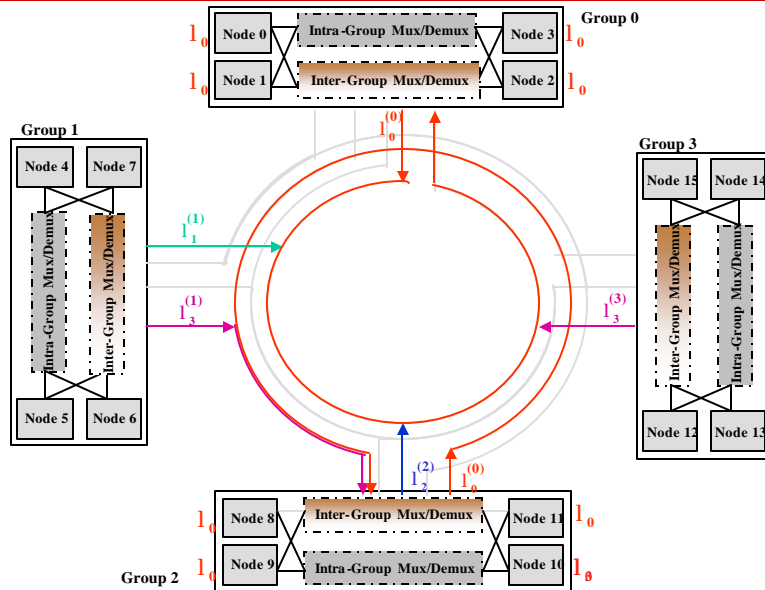 Group 0
l0 Node 0 Intra-Group Mux/Demux Node 3 l0
l0 Node 1 Inter-Group Mux/Demux Node 2 l0
l0(0)
Group 1
Node 4 Node 7
Intra-Group Mux/Demux
Inter-Group Mux/Demux
Node 5 Node 6
l1(1)
l3(1)
Group 3
Node 15 Node 14
Inter-Group Mux/Demux
Intra-Group Mux/Demux
Node 12 Node 13
l3(3)
l2(2)
l0(0)
l0 Node 8 Inter-Group Mux/Demux Node 11 l0
l0 Node 9 Intra-Group Mux/Demux Node 10
Group 2